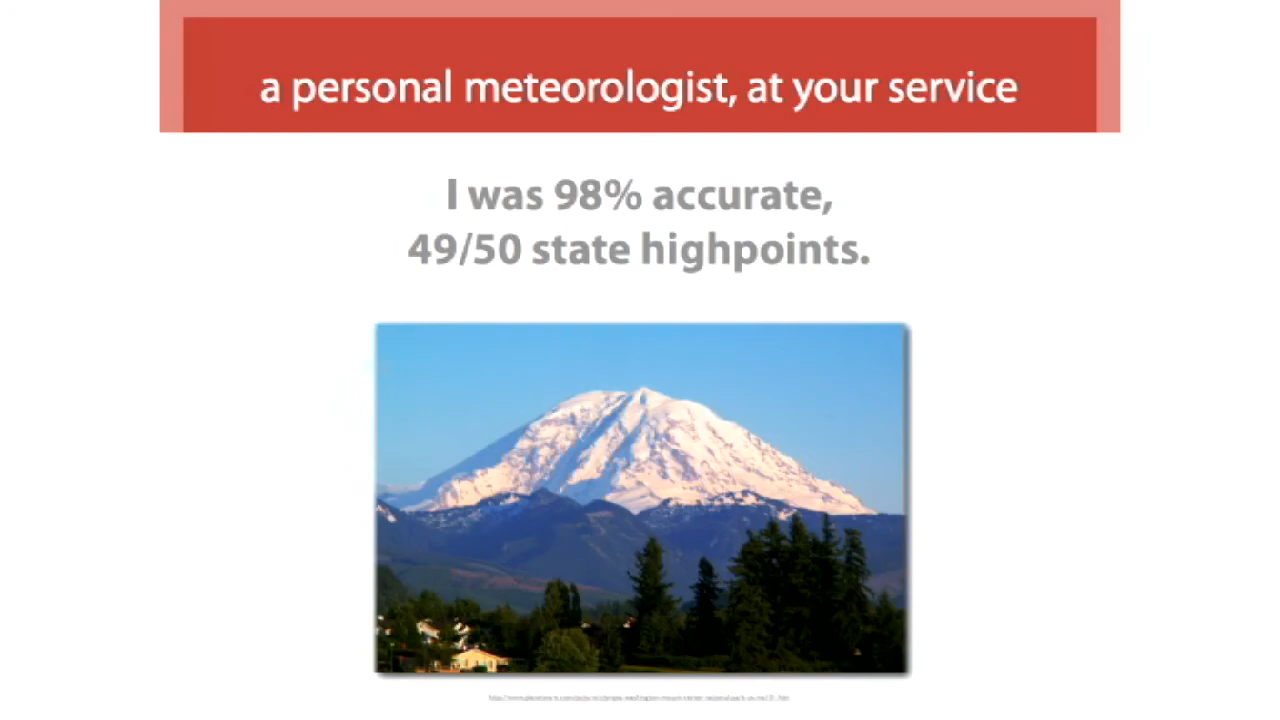 a personal meteorologist, at your service
I was 98% accurate,
49/50 state highpoints.